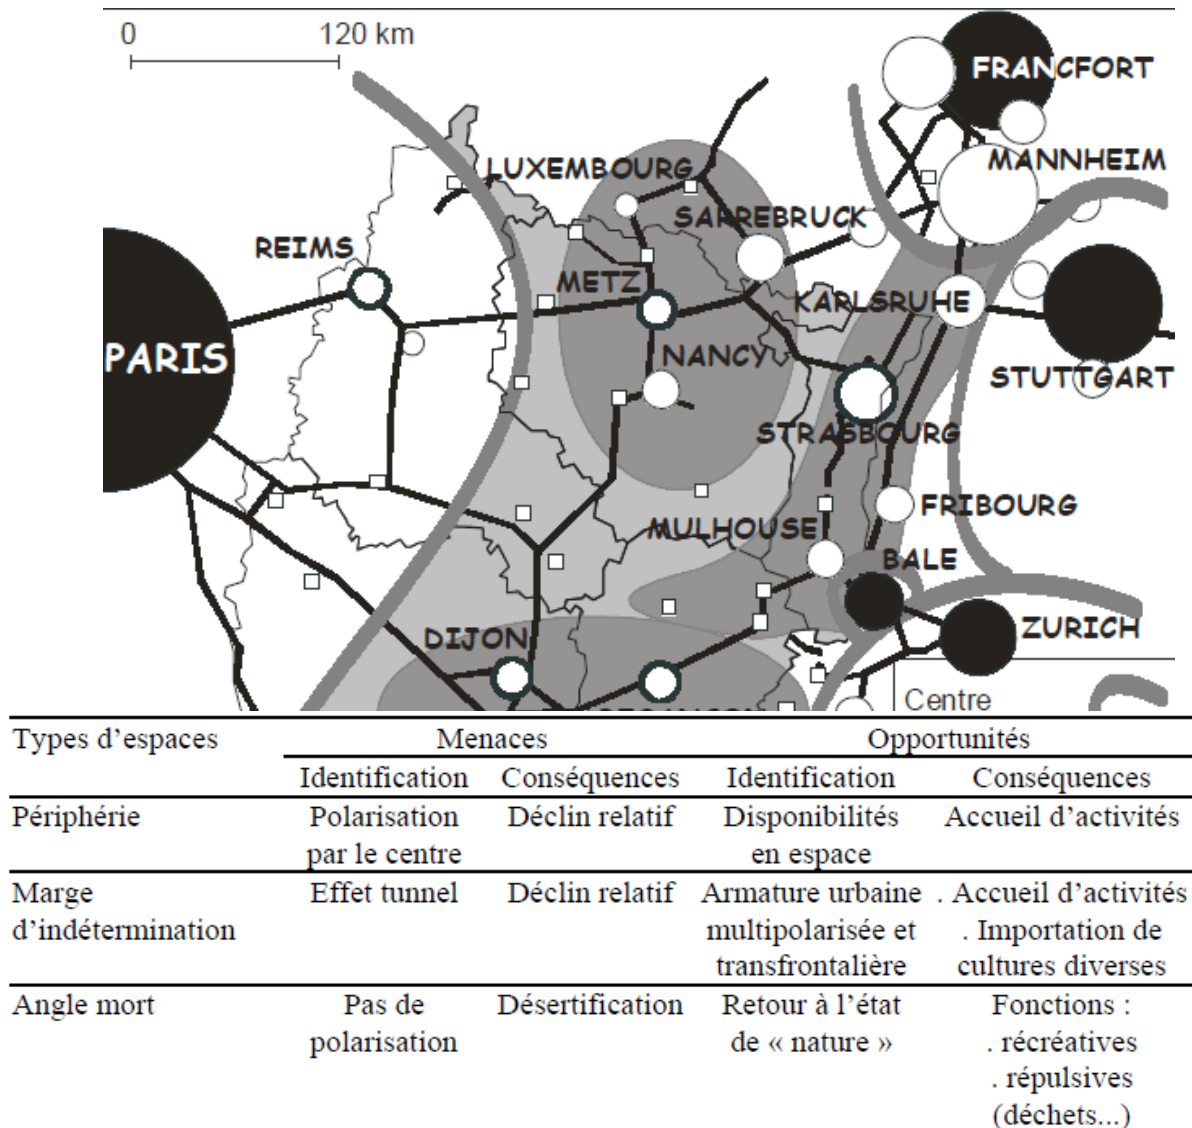 0 120 km
FRANCFORT
MANNHEIM
LUXEMBOURG
SARREBRUCK
REIMS
METZ
KARLSRUHE
PARIS
NANCY
STUTTGART
STRASBOURG
FRIBOURG
MULHOUSE
BALE
DIJON
ZURICH
Centre
Types d’espaces Menaces Opportunités
Identification Conséquences Identification Conséquences
Périphérie Polarisation Déclin relatif Disponibilités Accueil d’activités
par le centre en espace
Marge Effet tunnel Déclin relatif Armature urbaine . Accueil d’activités
d’indétermination multipolarisée et . Importation de
transfrontalière cultures diverses
Angle mort Pas de Désertification Retour à l’état Fonctions :
polarisation de « nature » . récréatives
. répulsives
(déchets...)